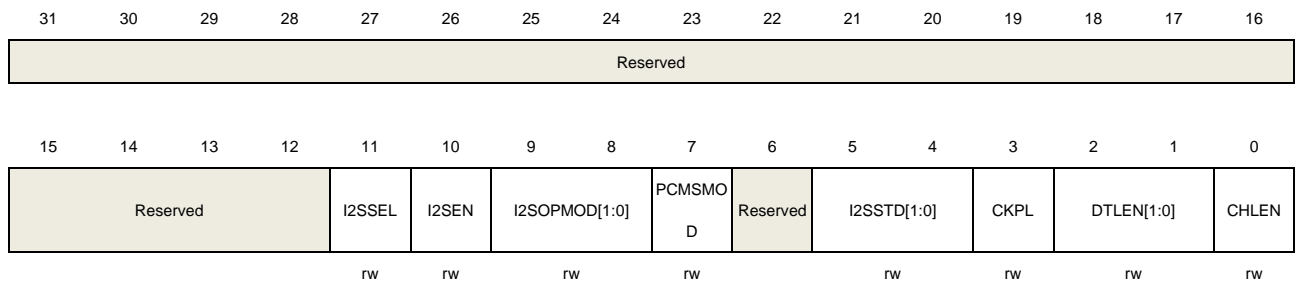 31 30 29 28 27 26 25 24 23 22 21 20 19 18 17 16
Reserved
15 14 13 12 11 10 9 8 7 6 5 4 3 2 1 0
Reserved I2SSEL I2SEN I2SOPMOD[1:0] PCMSMO
D Reserved I2SSTD[1:0] CKPL DTLEN[1:0] CHLEN
rw rw rw rw rw rw rw rw